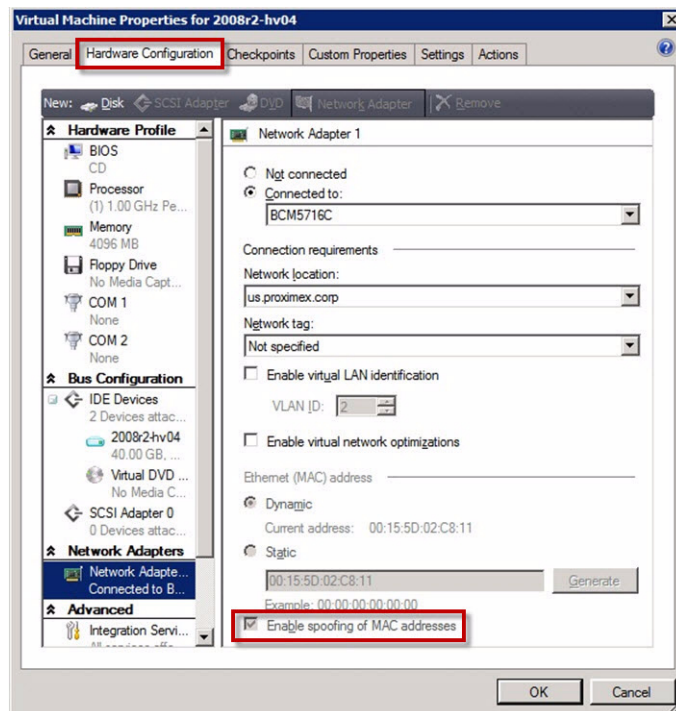 Virtual Machine Properties for 2008r2-hv04
General Hardware Configuration Checkpoints Custom Properties Settings Actions
New: Disk SCSI Adapter DVD Network Adapter Remove
Hardware Profile
BIOS
CD
Processor
(1) 1.00 GHz Pe...
Memory
4096 MB
Floppy Drive
No Media Capt...
COM 1
None
COM 2
None
Bus Configuration
IDE Devices
2 Devices attac...
2008r2-hv04
40.00 GB, ...
Virtual DVD ...
No Media C...
SCSI Adapter 0
0 Devices attac...
Network Adapters
Network Adapte...
Connected to B...
Advanced
Integration Servi...
Network Adapter 1
Not connected
Connected to:
BCM5716C
Connection requirements
Network location:
us.proximex.corp
Network tag:
Not specified
Enable virtual LAN identification
VLAN ID: 2
Enable virtual network optimizations
Ethernet (MAC) address
Dynamic
Current address: 00:15:5D:02:C8:11
Static
00:15:5D:02:C8:11
Generate
Example: 00:00:00:00:00:00
Enable spoofing of MAC addresses
OK Cancel